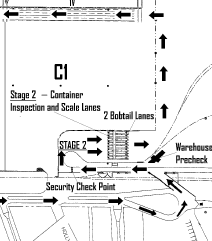 C1
Stage 2 – Container
Inspection and Scale Lanes
2 Bobtail Lanes
STAGE 2
Warehouse
Precheck
Security Check Point